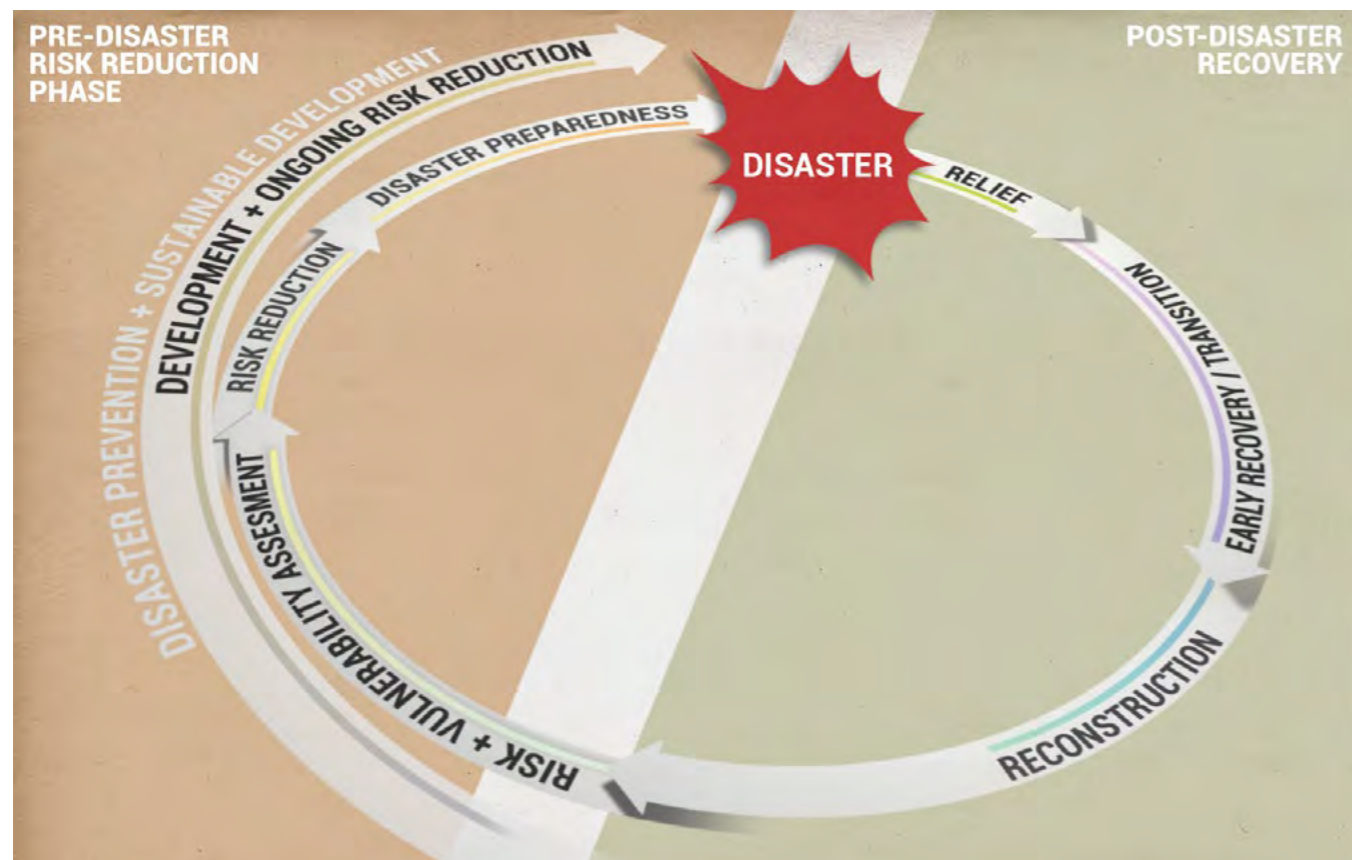 PRE-DISASTER
RISK REDUCTION
PHASE
POST-DISASTER
RECOVERY
DISASTER PREVENTION + SUSTAINABLE DEVELOPMENT
DEVELOPMENT + ONGOING RISK REDUCTION
DISASTER PREPAREDNESS
RISK REDUCTION
RISK + VULNERABILITY ASSESMENT
DISASTER
RELIEF
EARLY RECOVERY / TRANSITION
RECONSTRUCTION